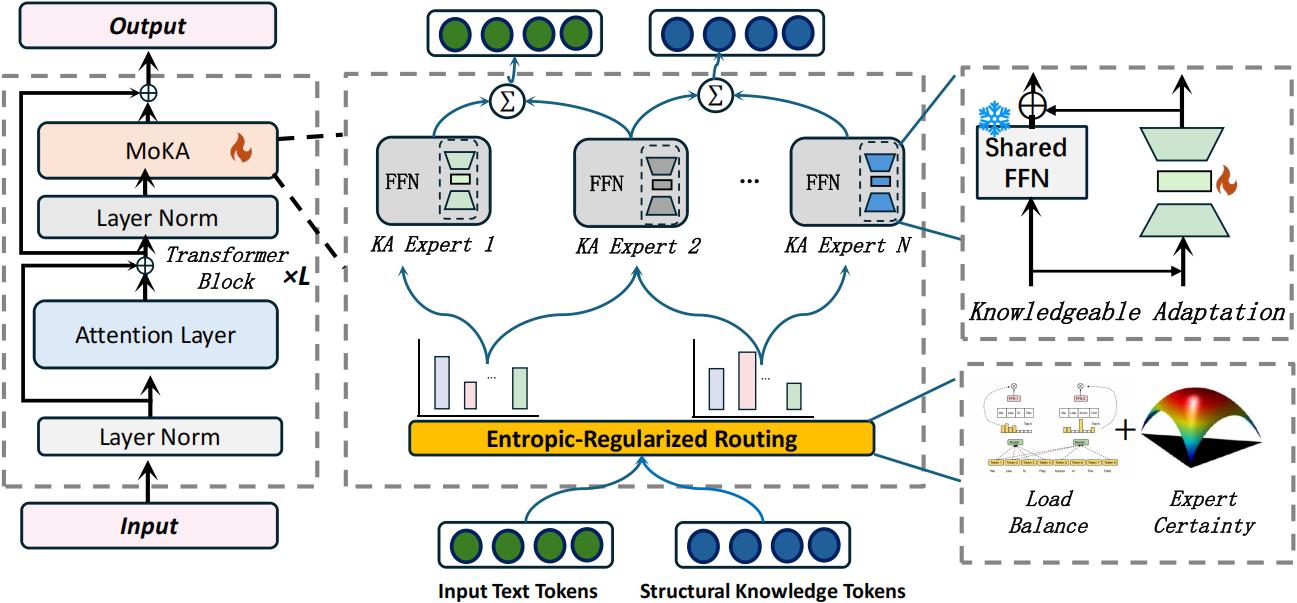 Output
MoKA
Layer Norm
Transformer
Block
×L
Attention Layer
Layer Norm
Input
Σ
Σ
FFN
FFN
...
FFN
KA Expert 1
KA Expert 2
KA Expert N
...
...
Entropic-Regularized Routing
Input Text Tokens
Structural Knowledge Tokens
Shared
FFN
Knowledgeable Adaptation
+
Load
Balance
Expert
Certainty